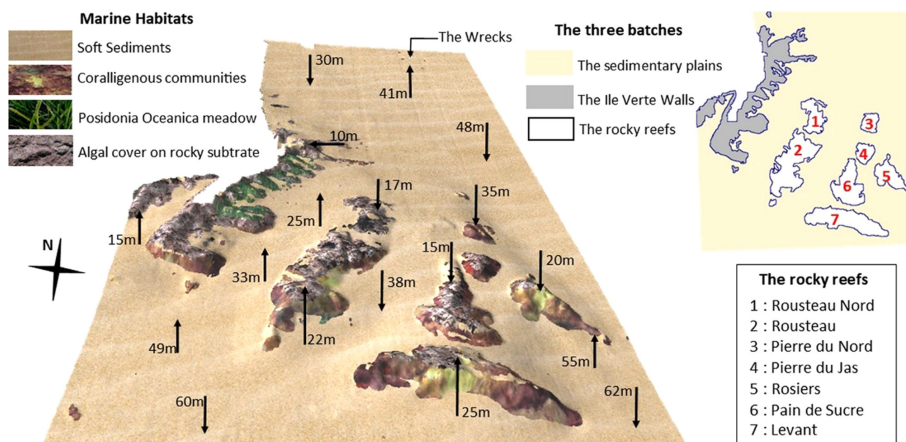 Marine Habitats
Soft Sediments
Coralligenous communities
Posidonia Oceanica meadow
Algal cover on rocky subtrate
The Wrecks
30m
41m
48m
10m
17m
35m
25m
15m
15m
20m
33m
38m
22m
49m
55m
62m
60m
25m
N
The three batches
The sedimentary plains
The Ile Verte Walls
The rocky reefs
1
2
3
4
5
6
7
The rocky reefs
1 : Rousteau Nord
2 : Rousteau
3 : Pierre du Nord
4 : Pierre du Jas
5 : Rosiers
6 : Pain de Sucre
7 : Levant